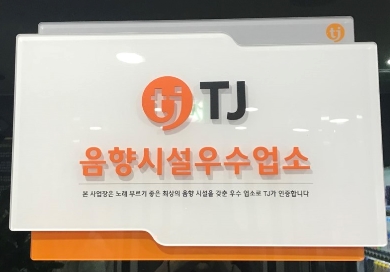 tj
tj TJ
음향시설우수업소
본 사업장은 노래 부르기 좋은 최상의 음향 시설을 갖춘 우수 업소로 TJ가 인증합니다